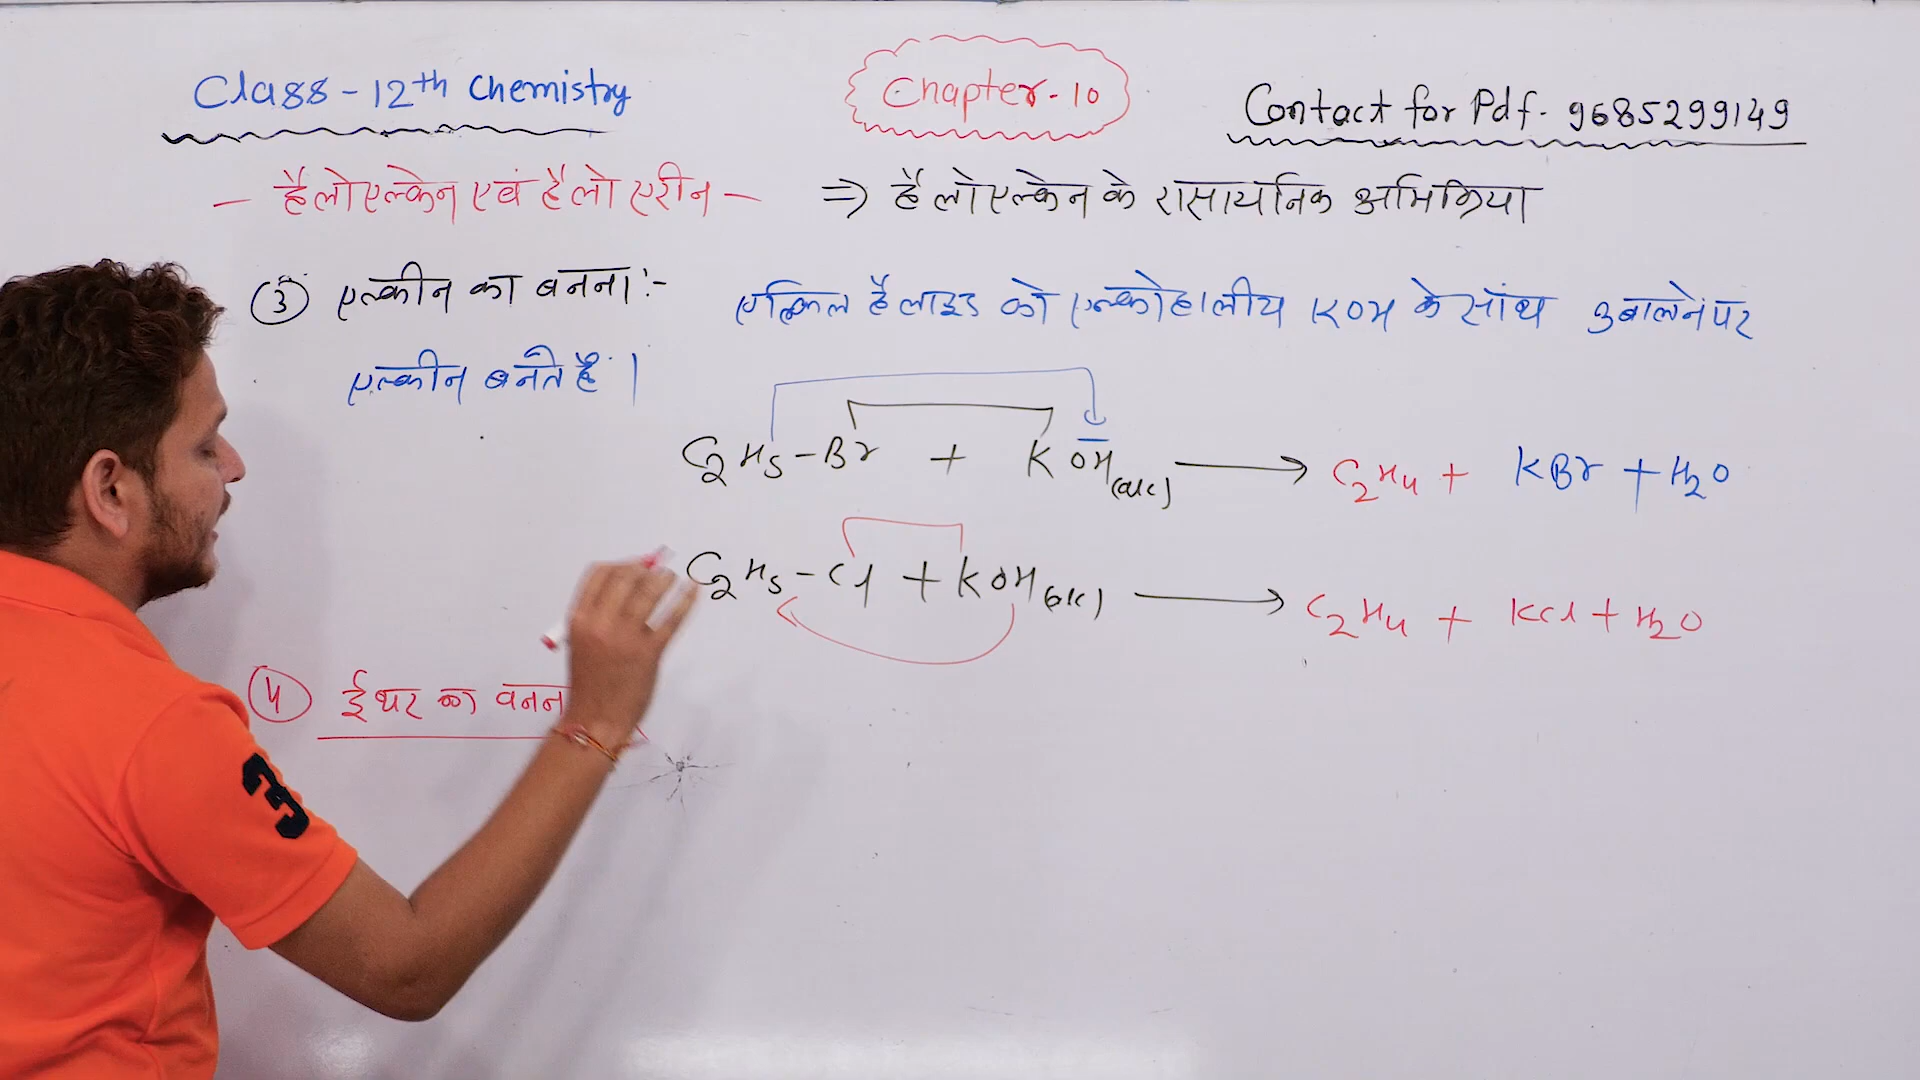 Class - 12th Chemistry
Chapter - 10
Contact for Pdf - 9685299149
- हैलोएल्केन एवं हैलोएरीन -
⇒ हैलोएल्केन के रासायनिक अभिक्रिया
③ एल्कीन का बनना :- एल्किल हैलाइड को एल्कोहालीय KOH के साथ उबालने पर
एल्कीन बनते है।
C₂H₅-Br + KOH(alc) ⟶ C₂H₄ + KBr + H₂O
C₂H₅-Cl + KOH(alc) ⟶ C₂H₄ + KCl + H₂O
④ ईथर का बनन
3